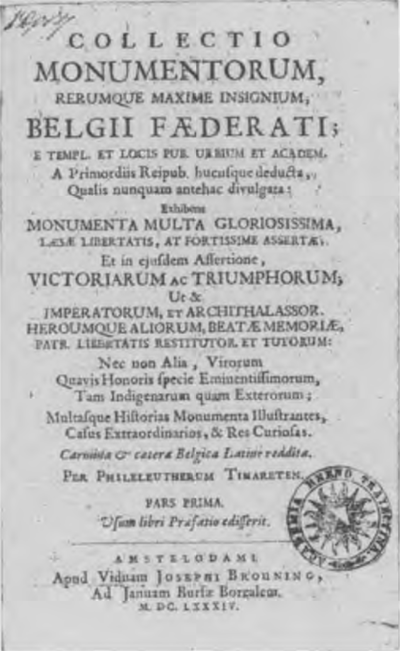 COLLECTIO
MONUMENTORUM,
RERUMQUE MAXIME INSIGNIUM,
BELGII FÆDERATI;
E TEMPL. ET LOCIS PUB. URBIUM ET ACADEM.
A Primordiis Reipub. hucusque deducta,
Qualis nunquam antehac divulgata:
Exhibens
MONUMENTA MULTA GLORIOSISSIMA,
LÆSÆ LIBERTATIS, AT FORTISSIME ASSERTÆ,
Et in ejusdem Assertione,
VICTORIARUM AC TRIUMPHORUM;
Ut &
IMPERATORUM, ET ARCHITHALASSOR.
HEROUMQUE ALIORUM, BEATÆ MEMORIÆ,
PATR. LIBERTATIS RESTITUTOR. ET TUTORUM:
Nec non Alia, Virorum
Quavis Honoris specie Eminentissimorum,
Tam Indigenarum quam Exterorum;
Multasque Historias Monumenta Illustrantes,
Casus Extraordinarios, & Res Curiosas.
Carmina & cætera Belgica Latine reddita.
PER PHILELEUTHERUM TIMARETEN.
PARS PRIMA.
Usum libri Præfatio edisserit.
ACADEMIA RHENO TRAIECTINA.
AMSTELODAMI
Apud Viduam JOSEPHI BROUNING,
Ad Januam Bursæ Borealem.
M. DC. LXXXIV.